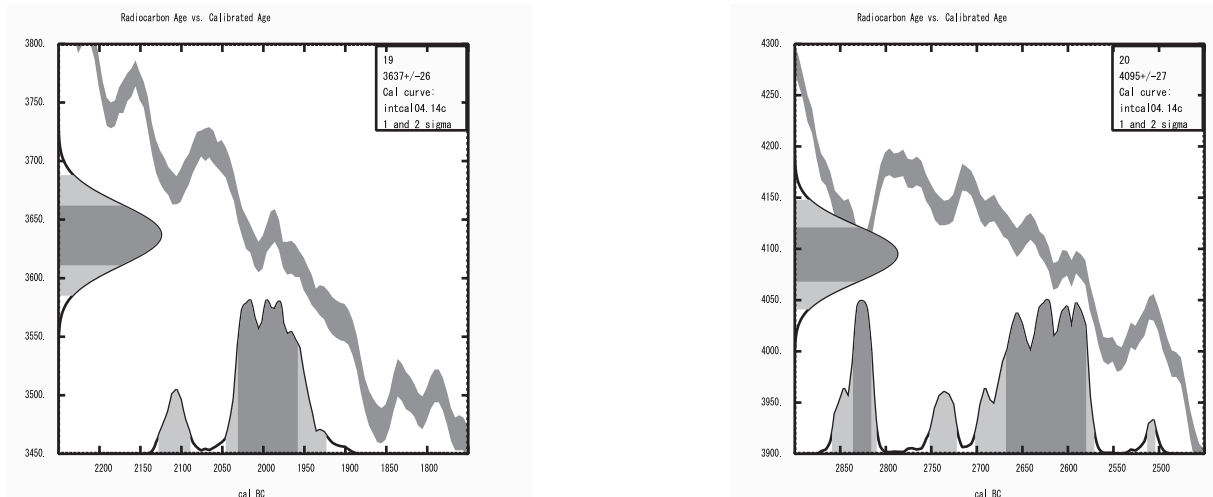 Radiocarbon Age vs. Calibrated Age
3800.
3750.
3700.
3650.
3600.
3550.
3500.
3450.
19
3637+/−26
Cal curve:
intcal04.14c
1 and 2 sigma
2200 2150 2100 2050 2000 1950 1900 1850 1800
cal BC
Radiocarbon Age vs. Calibrated Age
4300.
4250.
4200.
4150.
4100.
4050.
4000.
3950.
3900.
20
4095+/−27
Cal curve:
intcal04.14c
1 and 2 sigma
2850 2800 2750 2700 2650 2600 2550 2500
cal BC